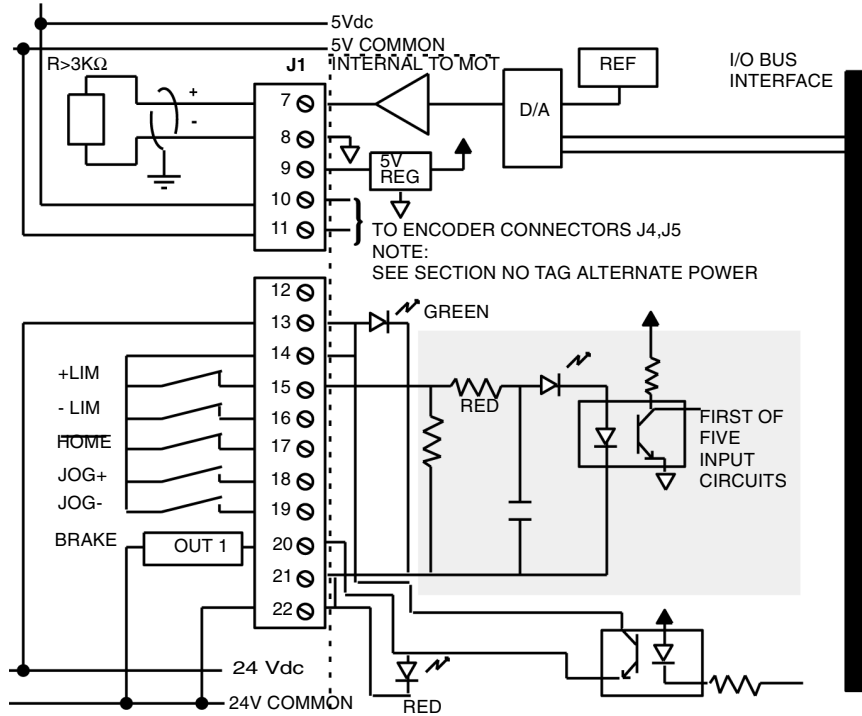 5Vdc
5V COMMON
R>3KΩ
J1
INTERNAL TO MOT
REF
I/O BUS
INTERFACE
+
-
7
D/A
8
9
5V
REG
10
11
TO ENCODER CONNECTORS J4,J5
NOTE:
SEE SECTION NO TAG ALTERNATE POWER
12
13
GREEN
14
+LIM
15
RED
- LIM
16
FIRST OF
FIVE
INPUT
CIRCUITS
HOME
17
JOG+
18
JOG-
19
BRAKE
OUT 1
20
21
22
24 Vdc
24V COMMON
RED